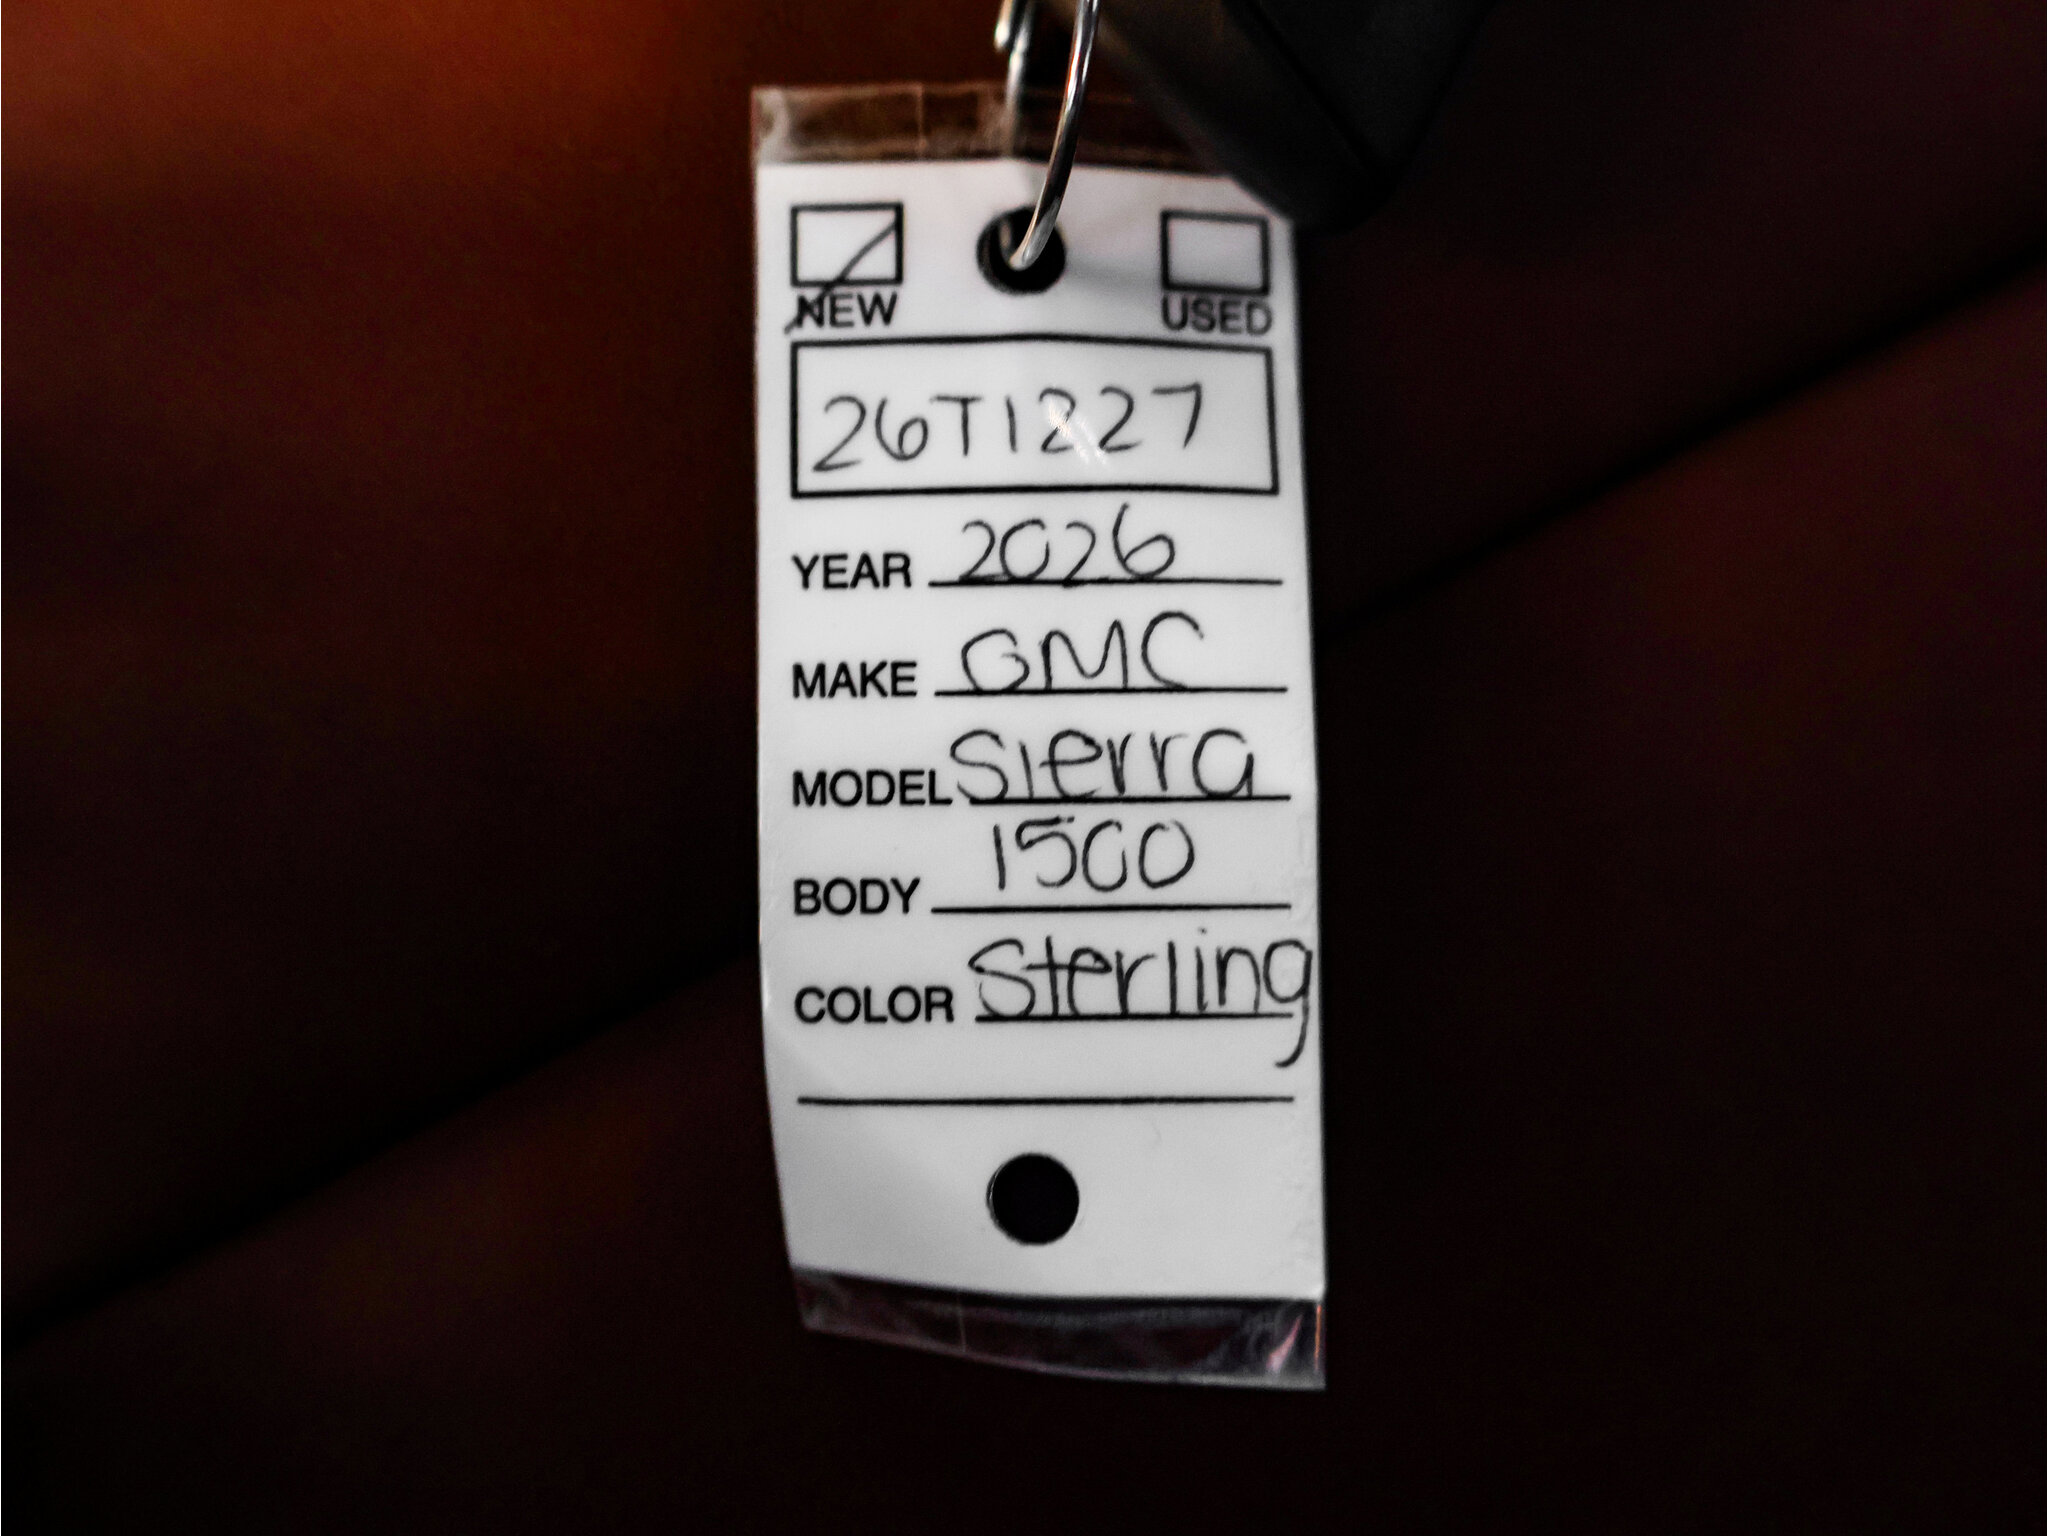 NEW USED
26T1227
YEAR 2026
MAKE GMC
MODEL Sierra
BODY 1500
COLOR Sterling